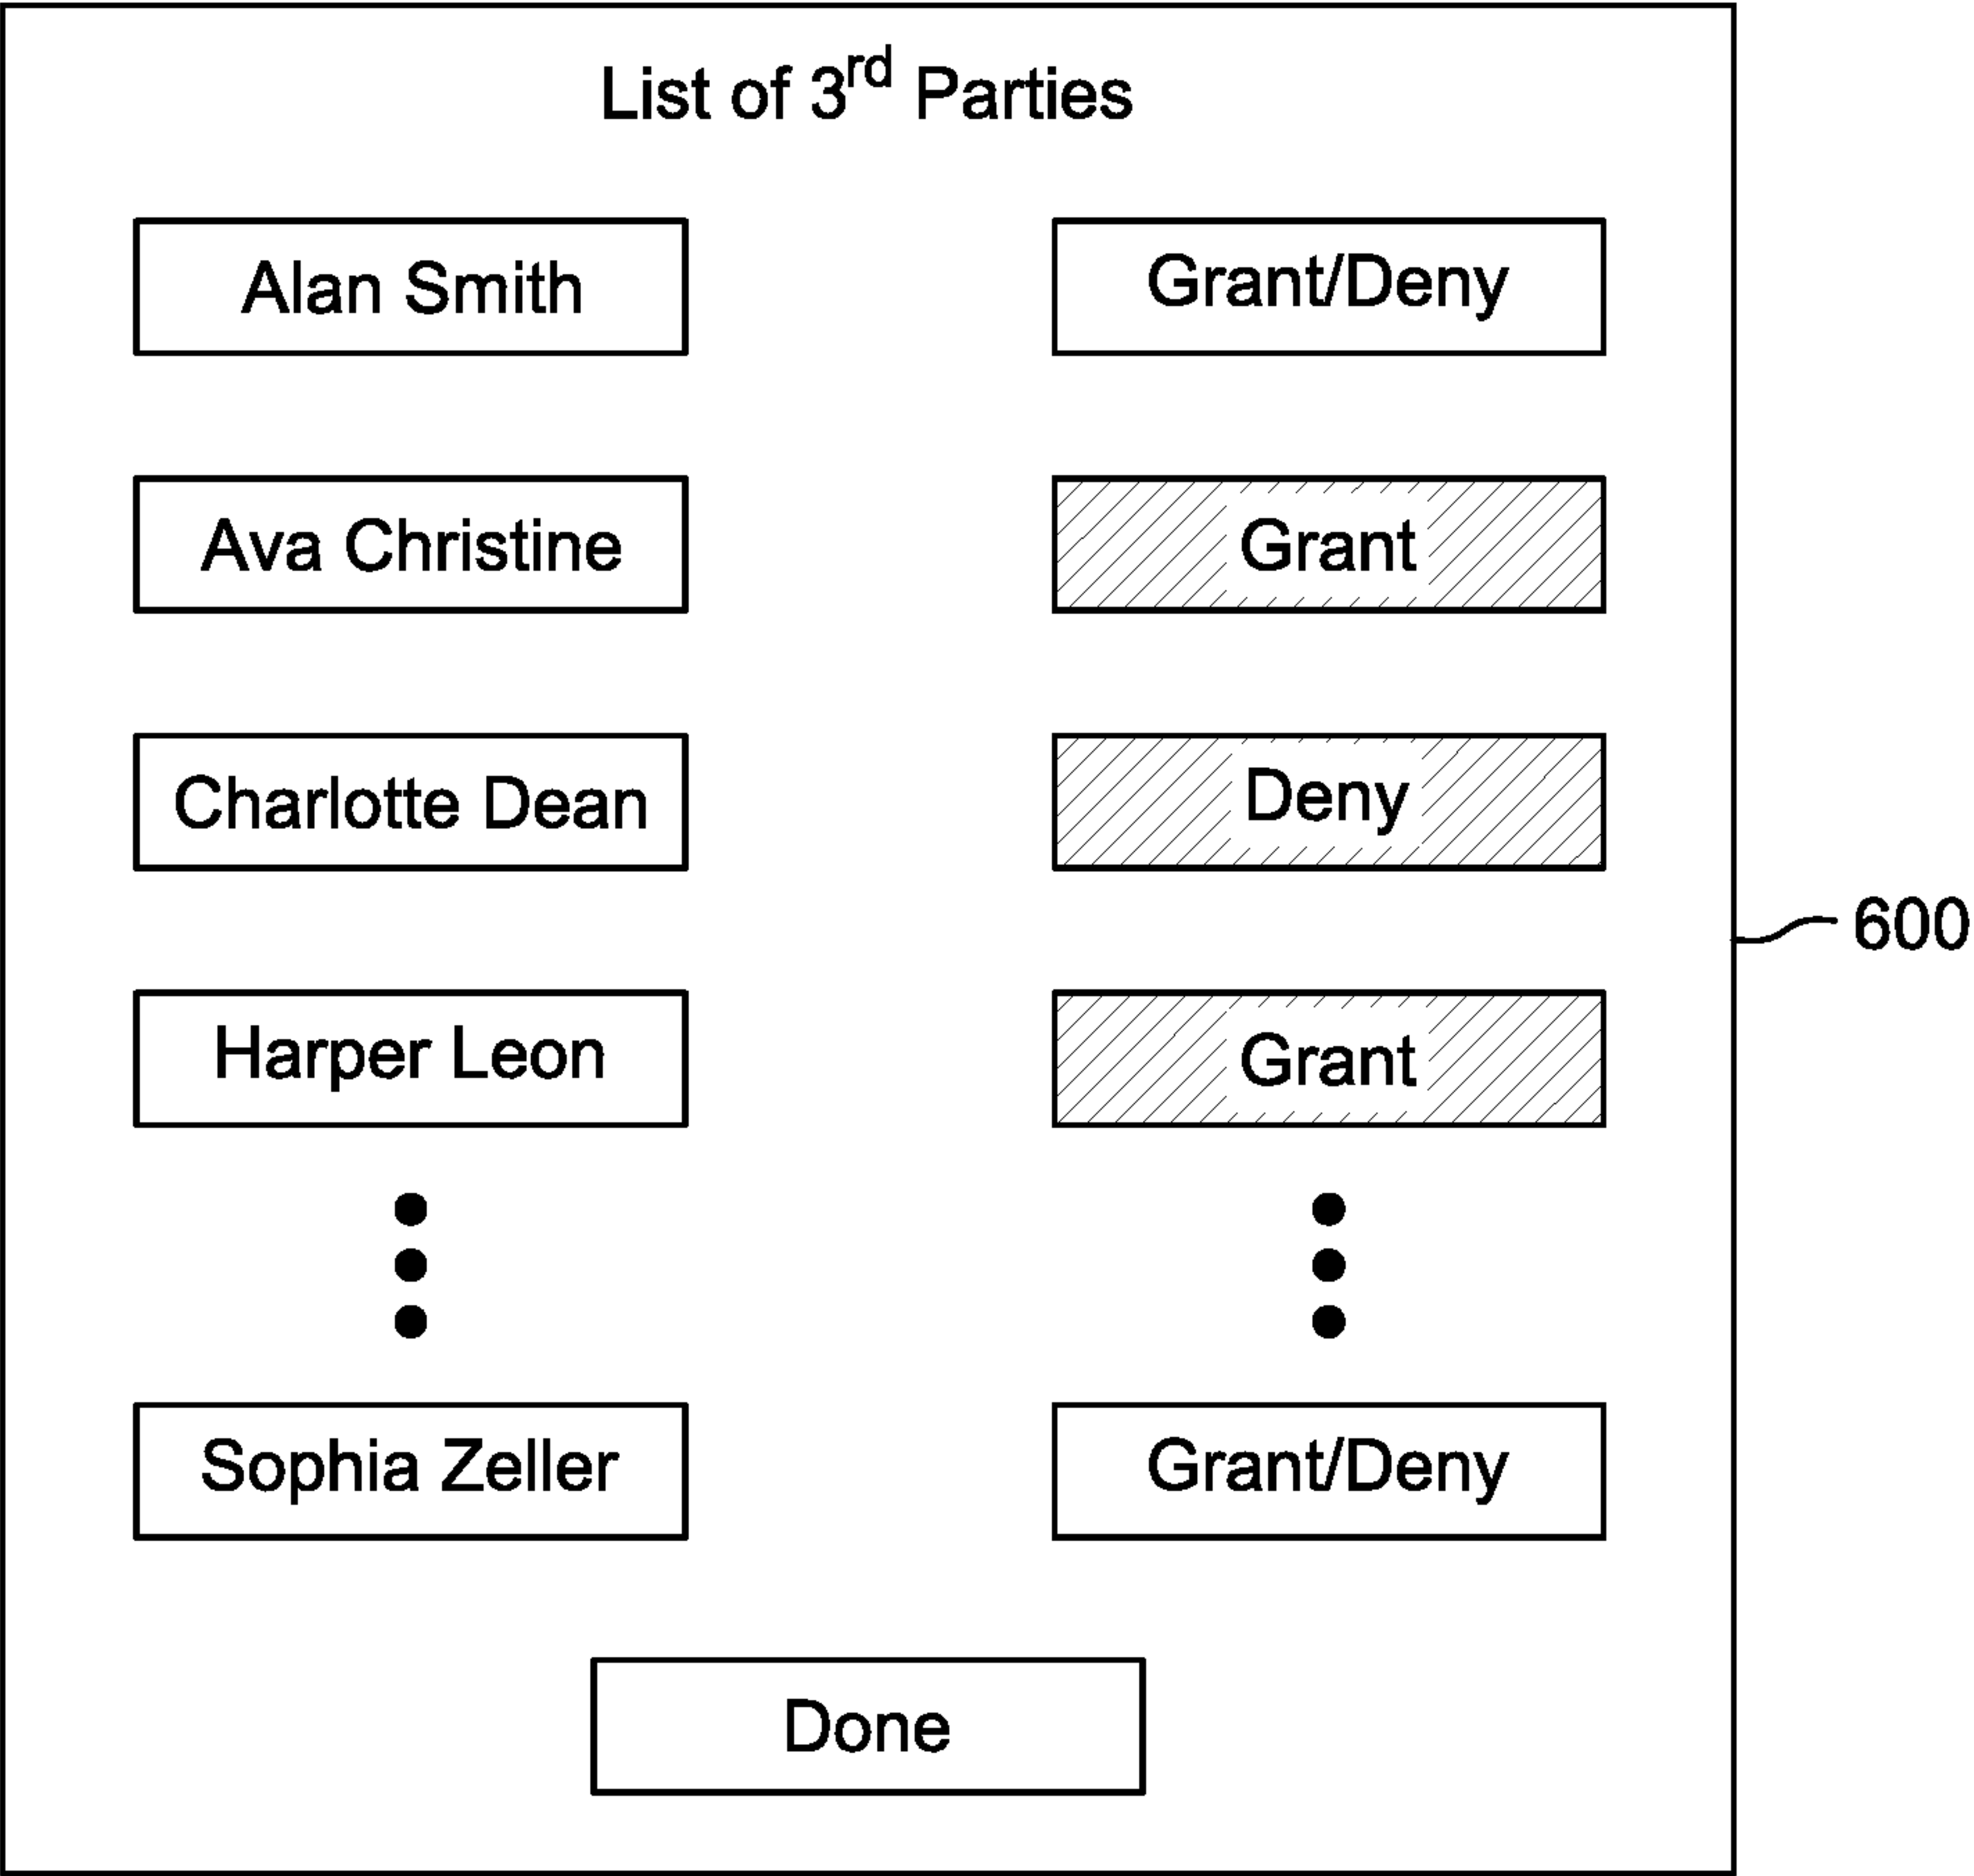 List of 3rd Parties
Alan Smith Grant/Deny
Ava Christine Grant
Charlotte Dean Deny
600
Harper Leon Grant
Sophia Zeller Grant/Deny
Done